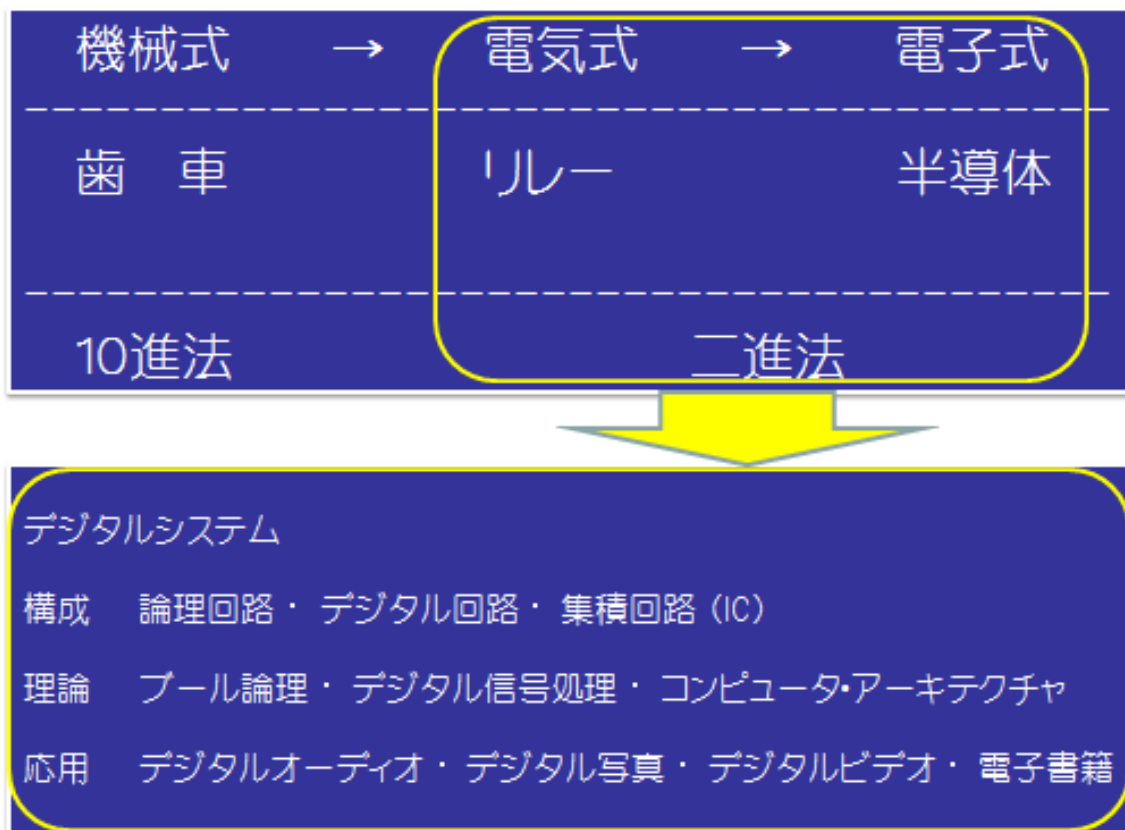 機械式 → 電気式 → 電子式
歯 車 リレー 半導体
10進法 二進法
デジタルシステム
構成 論理回路・デジタル回路・集積回路 (IC)
理論 ブール論理・デジタル信号処理・コンピュータ・アーキテクチャ
応用 デジタルオーディオ・デジタル写真・デジタルビデオ・電子書籍